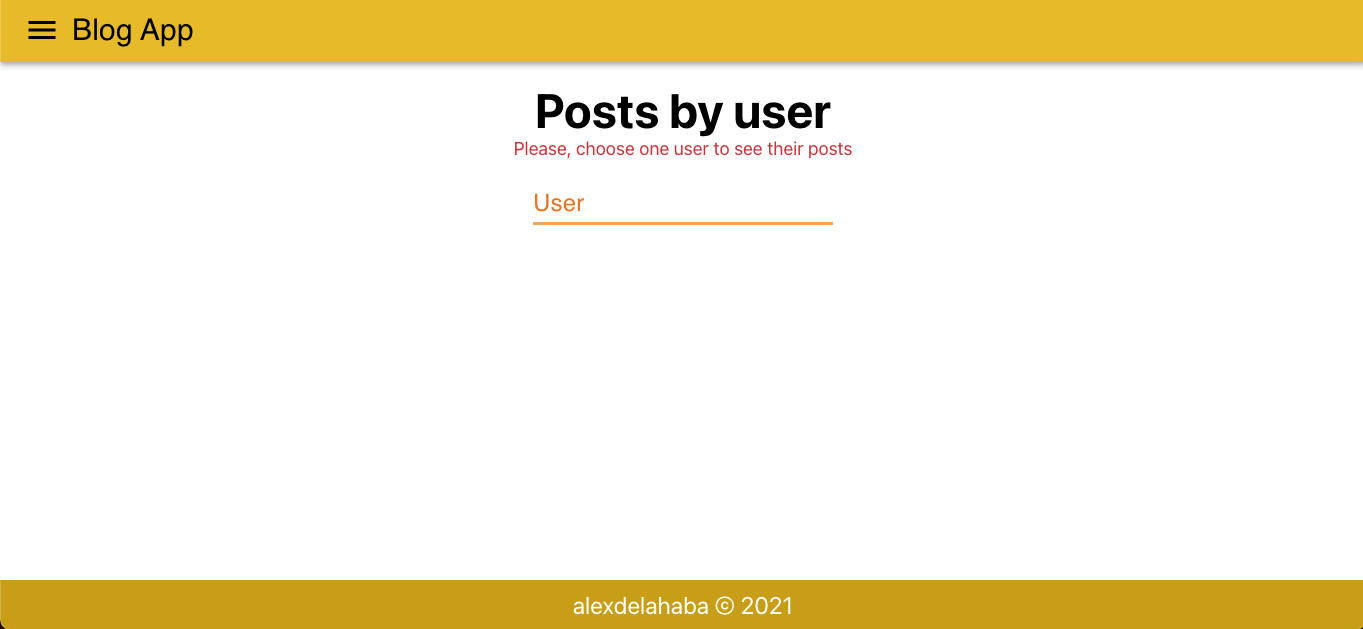 Blog App
Posts by user
Please, choose one user to see their posts
User
alexdelahaba © 2021